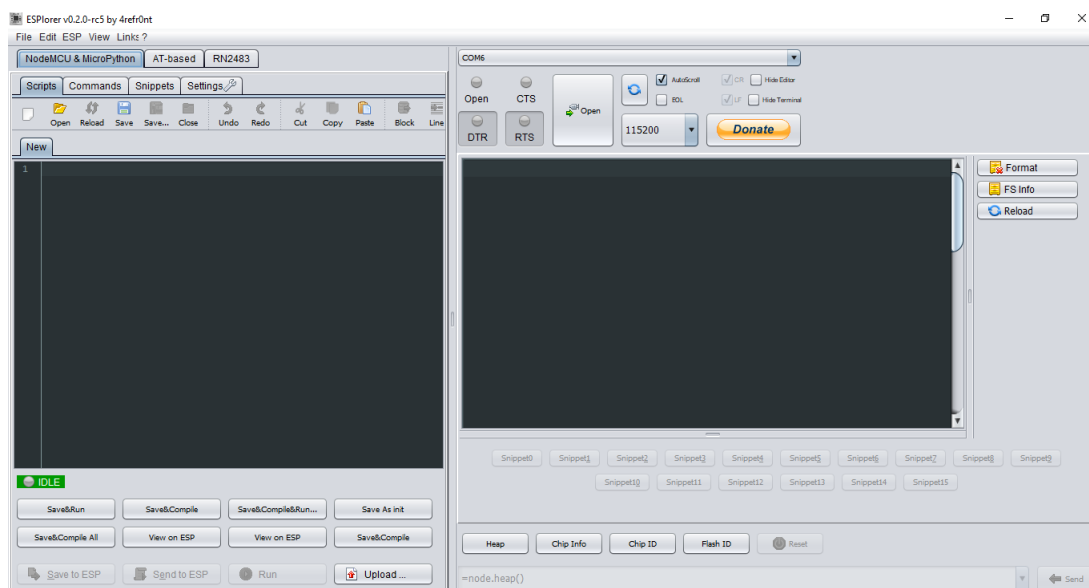 ESPlorer v0.2.0-rc5 by 4refr0nt
File Edit ESP View Links ?
NodeMCU & MicroPython AT-based RN2483
Scripts Commands Snippets Settings
Open Reload Save Save... Close Undo Redo Cut Copy Paste Block Line
New
1
IDLE
Save&Run Save&Compile Save&Compile&Run... Save As init
Save&Compile All View on ESP View on ESP Save&Compile
Save to ESP Send to ESP Run Upload ...
COM6
Open CTS Open AutoScroll CR Hide Editor
EOL LF Hide Terminal
DTR RTS 115200 Donate
Format
FS Info
Reload
Snippet0 Snippet1 Snippet2 Snippet3 Snippet4 Snippet5 Snippet6 Snippet7 Snippet8 Snippet9
Snippet10 Snippet11 Snippet12 Snippet13 Snippet14 Snippet15
Heap Chip Info Chip ID Flash ID Reset
=node.heap() Send